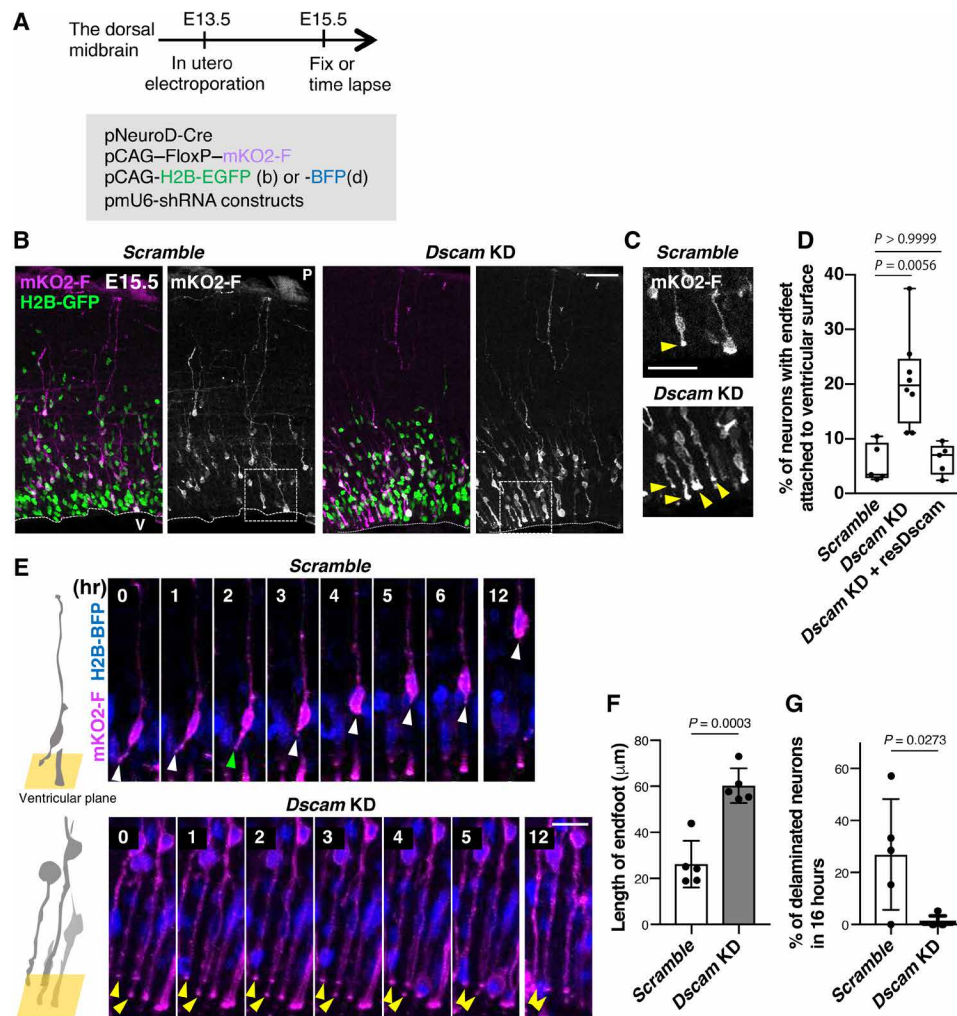 A
The dorsal
midbrain
E13.5
E15.5
In utero
electroporation
Fix or
time lapse
pNeuroD-Cre
pCAG–FloxP–mKO2-F
pCAG-H2B-EGFP (b) or -BFP(d)
pmU6-shRNA constructs
B
Scramble
Dscam KD
mKO2-F E15.5
H2B-GFP
mKO2-F
P
V
C
mKO2-F
Dscam KD
D
P > 0.9999
P = 0.0056
% of neurons with endfeet
attached to ventricular surface
40
30
20
10
0
Scramble
Dscam KD
Dscam KD + resDscam
E
Scramble
(hr)
0 1 2 3 4 5 6 12
mKO2-F H2B-BFP
Ventricular plane
Dscam KD
0 1 2 3 4 5 12
F
P = 0.0003
Length of endfoot (μm)
80
60
40
20
0
Scramble
Dscam KD
G
P = 0.0273
% of delaminated neurons
in 16 hours
60
40
20
0
Scramble
Dscam KD